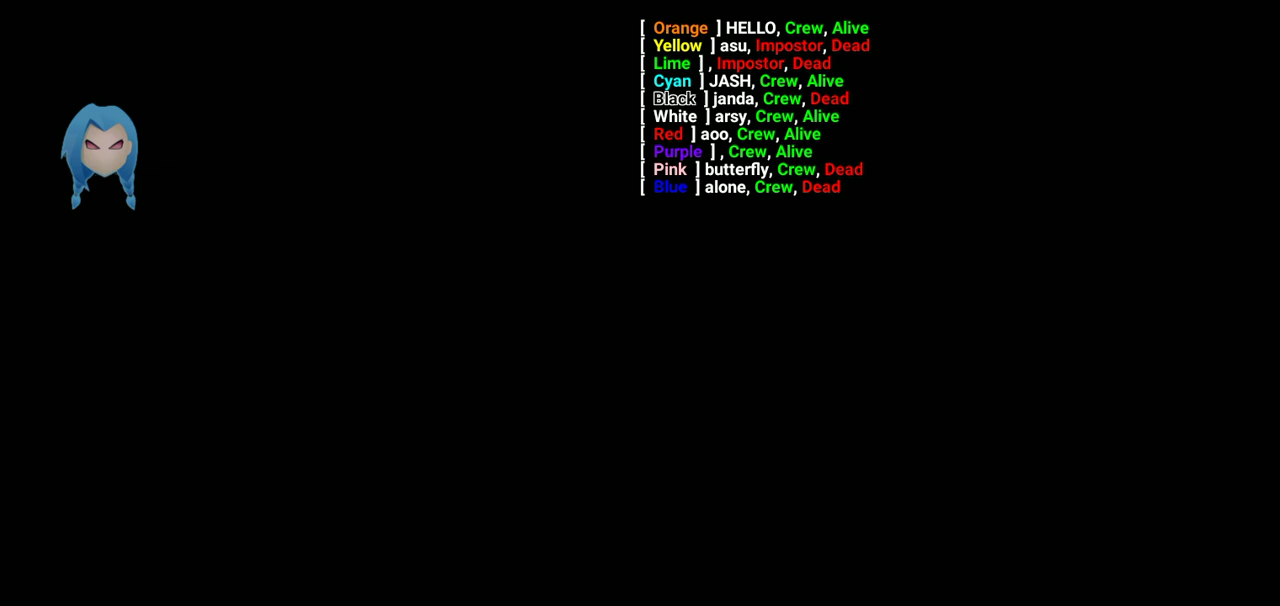 [ Orange ] HELLO, Crew, Alive
[ Yellow ] asu, Impostor, Dead
[ Lime ] , Impostor, Dead
[ Cyan ] JASH, Crew, Alive
[ Black ] janda, Crew, Dead
[ White ] arsy, Crew, Alive
[ Red ] aoo, Crew, Alive
[ Purple ] , Crew, Alive
[ Pink ] butterfly, Crew, Dead
[ Blue ] alone, Crew, Dead